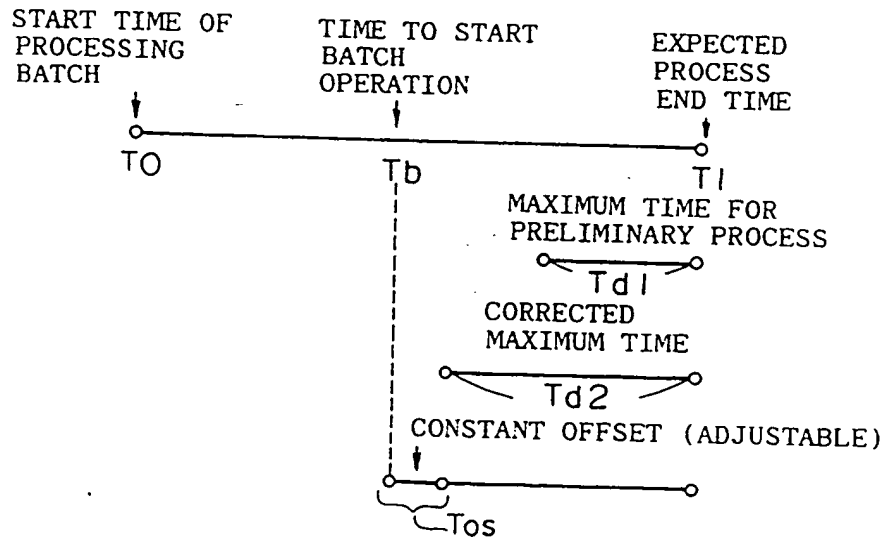 START TIME OF
PROCESSING
BATCH
TIME TO START
BATCH
OPERATION
EXPECTED
PROCESS
END TIME
T0
Tb
T1
MAXIMUM TIME FOR
PRELIMINARY PROCESS
Td1
CORRECTED
MAXIMUM TIME
Td2
CONSTANT OFFSET (ADJUSTABLE)
Tos